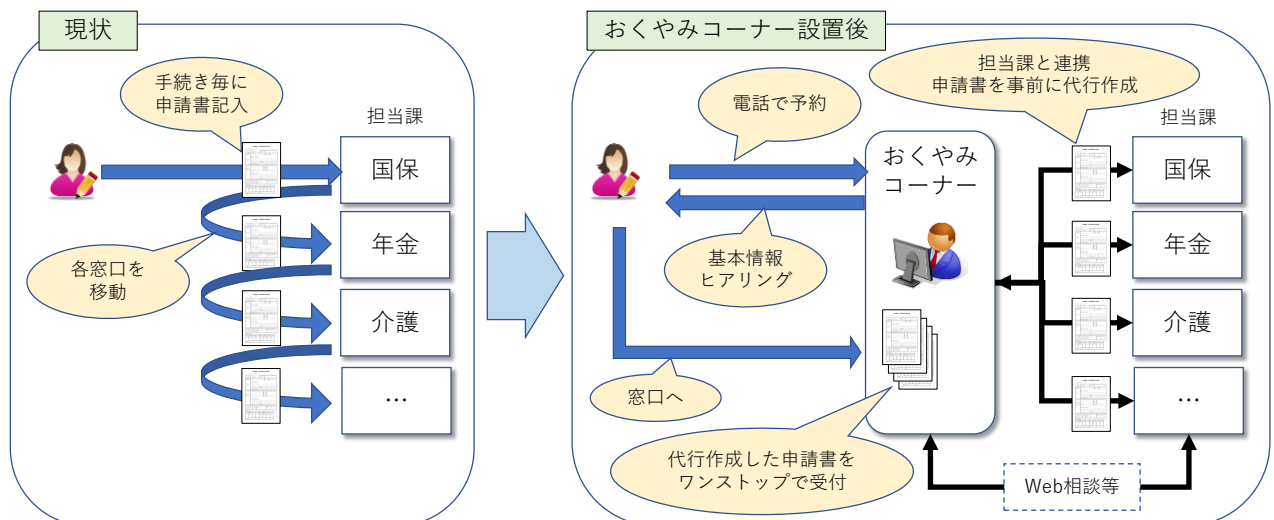 現状
手続き毎に
申請書記入
担当課
国保
年金
各窓口を
移動
介護
…
おくやみコーナー設置後
電話で予約
担当課と連携
申請書を事前に代行作成
担当課
おくやみ
コーナー
国保
年金
基本情報
ヒアリング
介護
窓口へ
…
代行作成した申請書を
ワンストップで受付
Web相談等